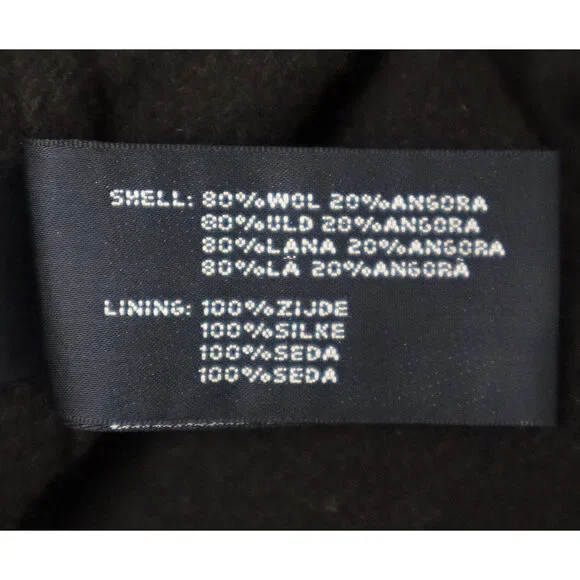 SHELL: 80%WOL 20%ANGORA
80%ULD 20%ANGORA
80%LANA 20%ANGORA
80%LÃ 20%ANGORÀ
LINING: 100%ZIJDE
100%SILKE
100%SEDA
100%SEDA